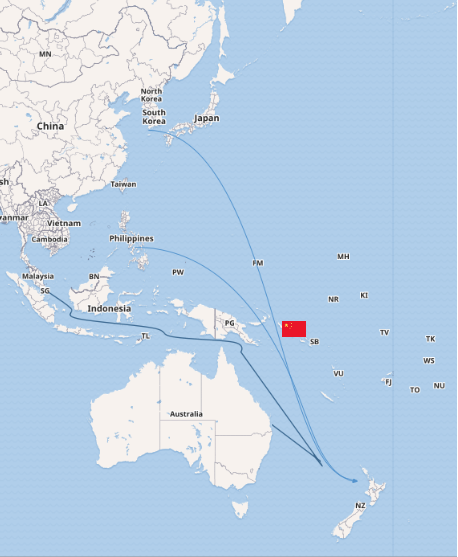 MN
North
Korea
South
Korea
Japan
China
sh
LA
Taiwan
anmar
Vietnam
Cambodia
Philippines
MH
FM
PW
Malaysia
SG
BN
KI
NR
Indonesia
PG
TL
SB
TV
TK
WS
VU
FJ
TO
NU
Australia
NZ